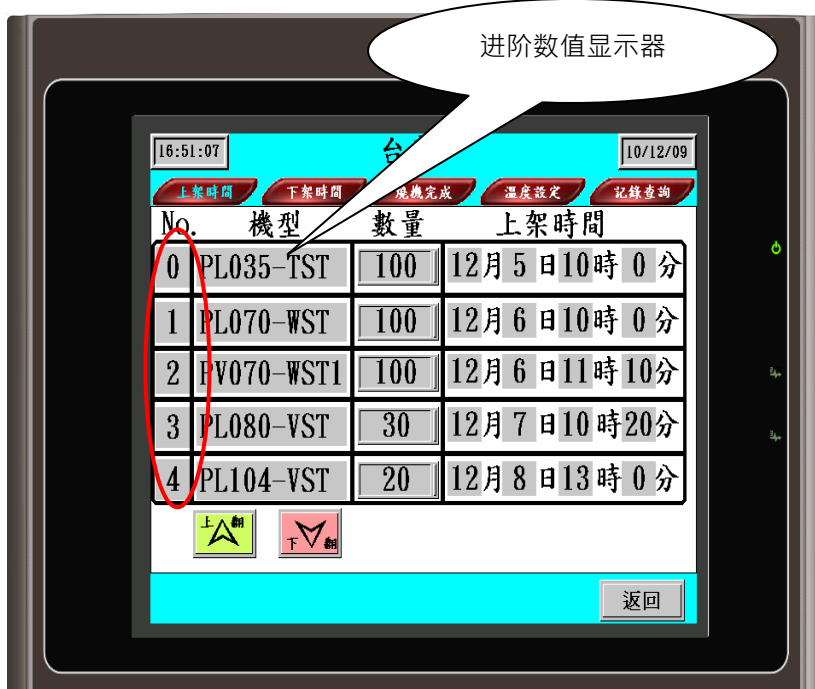 进阶数值显示器
16:51:07
台
10/12/09
上架時間 下架時間 燒機完成 溫度設定 記錄查詢
No. 機型 數量 上架時間
0 PL035-TST 100 12月 5 日10時 0 分
1 PL070-WST 100 12月 6 日10時 0 分
2 PV070-WST1 100 12月 6 日11時10分
3 PL080-VST 30 12月 7 日10時20分
4 PL104-VST 20 12月 8 日13時 0 分
上翻 下翻
返回